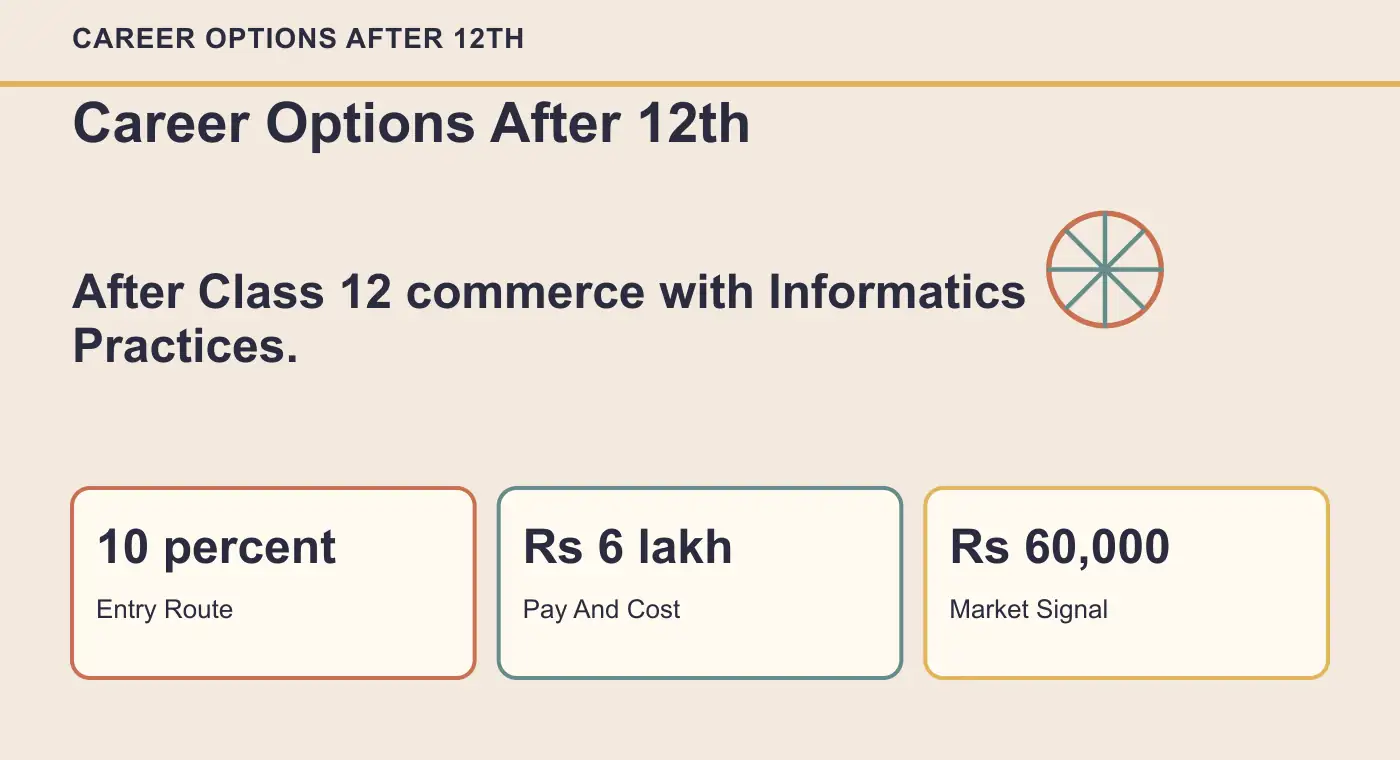 CAREER OPTIONS AFTER 12TH
Career Options After 12th
After Class 12 commerce with Informatics
Practices.
10 percent
Entry Route
Rs 6 lakh
Pay And Cost
Rs 60,000
Market Signal